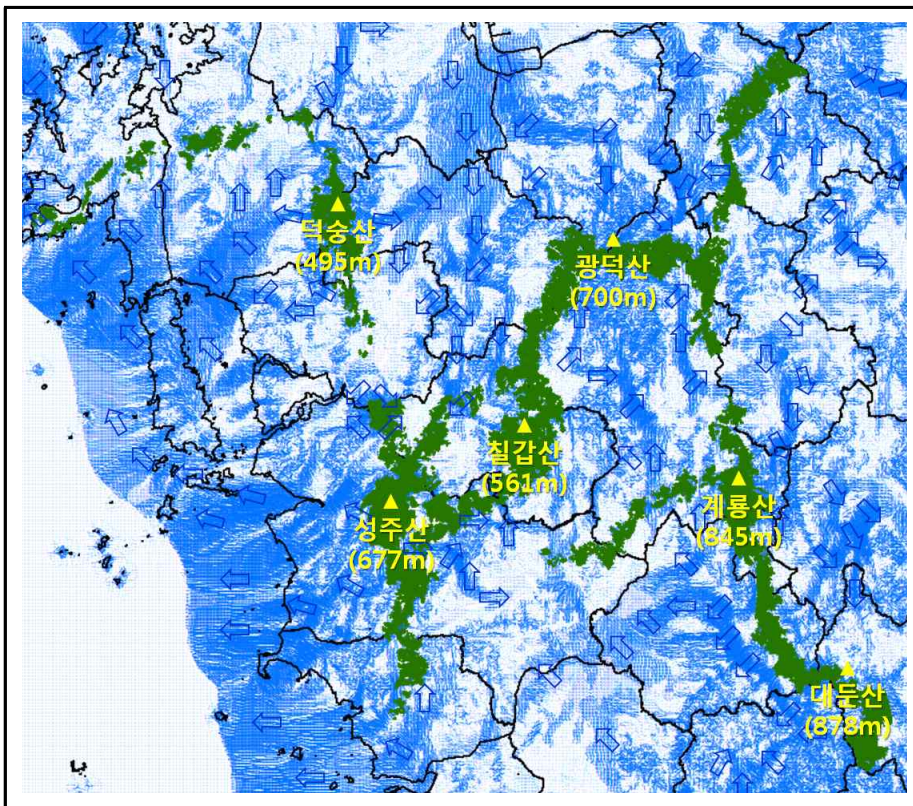 덕숭산
(495m)
광덕산
(700m)
칠갑산
(561m)
계룡산
(845m)
성주산
(677m)
대둔산
(878m)